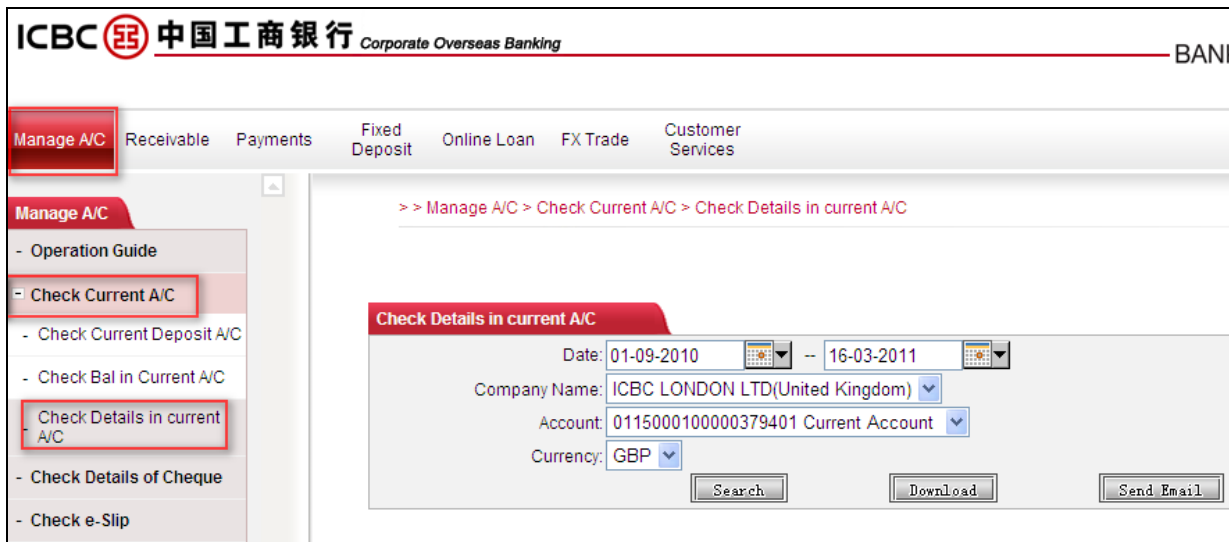 ICBC 中国工商银行 Corporate Overseas Banking
Manage A/C Receivable Payments Fixed Deposit Online Loan FX Trade Customer Services
Manage A/C
- Operation Guide
- Check Current A/C
- Check Current Deposit A/C
- Check Bal in Current A/C
- Check Details in current
A/C
- Check Details of Cheque
- Check e-Slip
> > Manage A/C > Check Current A/C > Check Details in current A/C
Check Details in current A/C
Date: 01-09-2010 -- 16-03-2011
Company Name: ICBC LONDON LTD(United Kingdom)
Account: 0115000100000379401 Current Account
Currency: GBP
Search Download Send Email